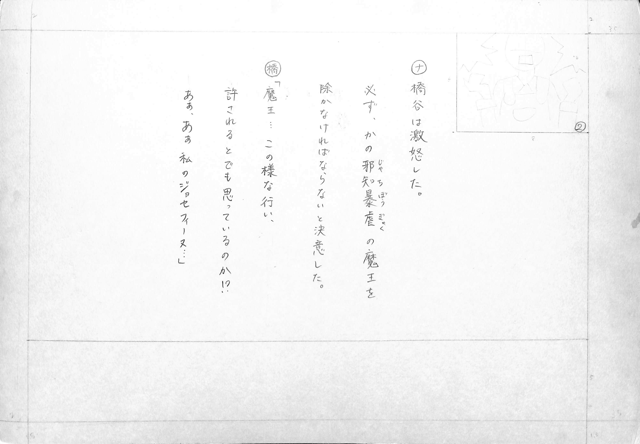 ②
ナ 橋谷は激怒した。
必ず、かの邪知暴虐の魔王を
じゃちぼうぎゃく
除かなければならないと決意した。
橋「魔王…この様な行い、
許されるとでも思っているのか!?
あぁ、あぁ 私のジョセフィーヌ…」